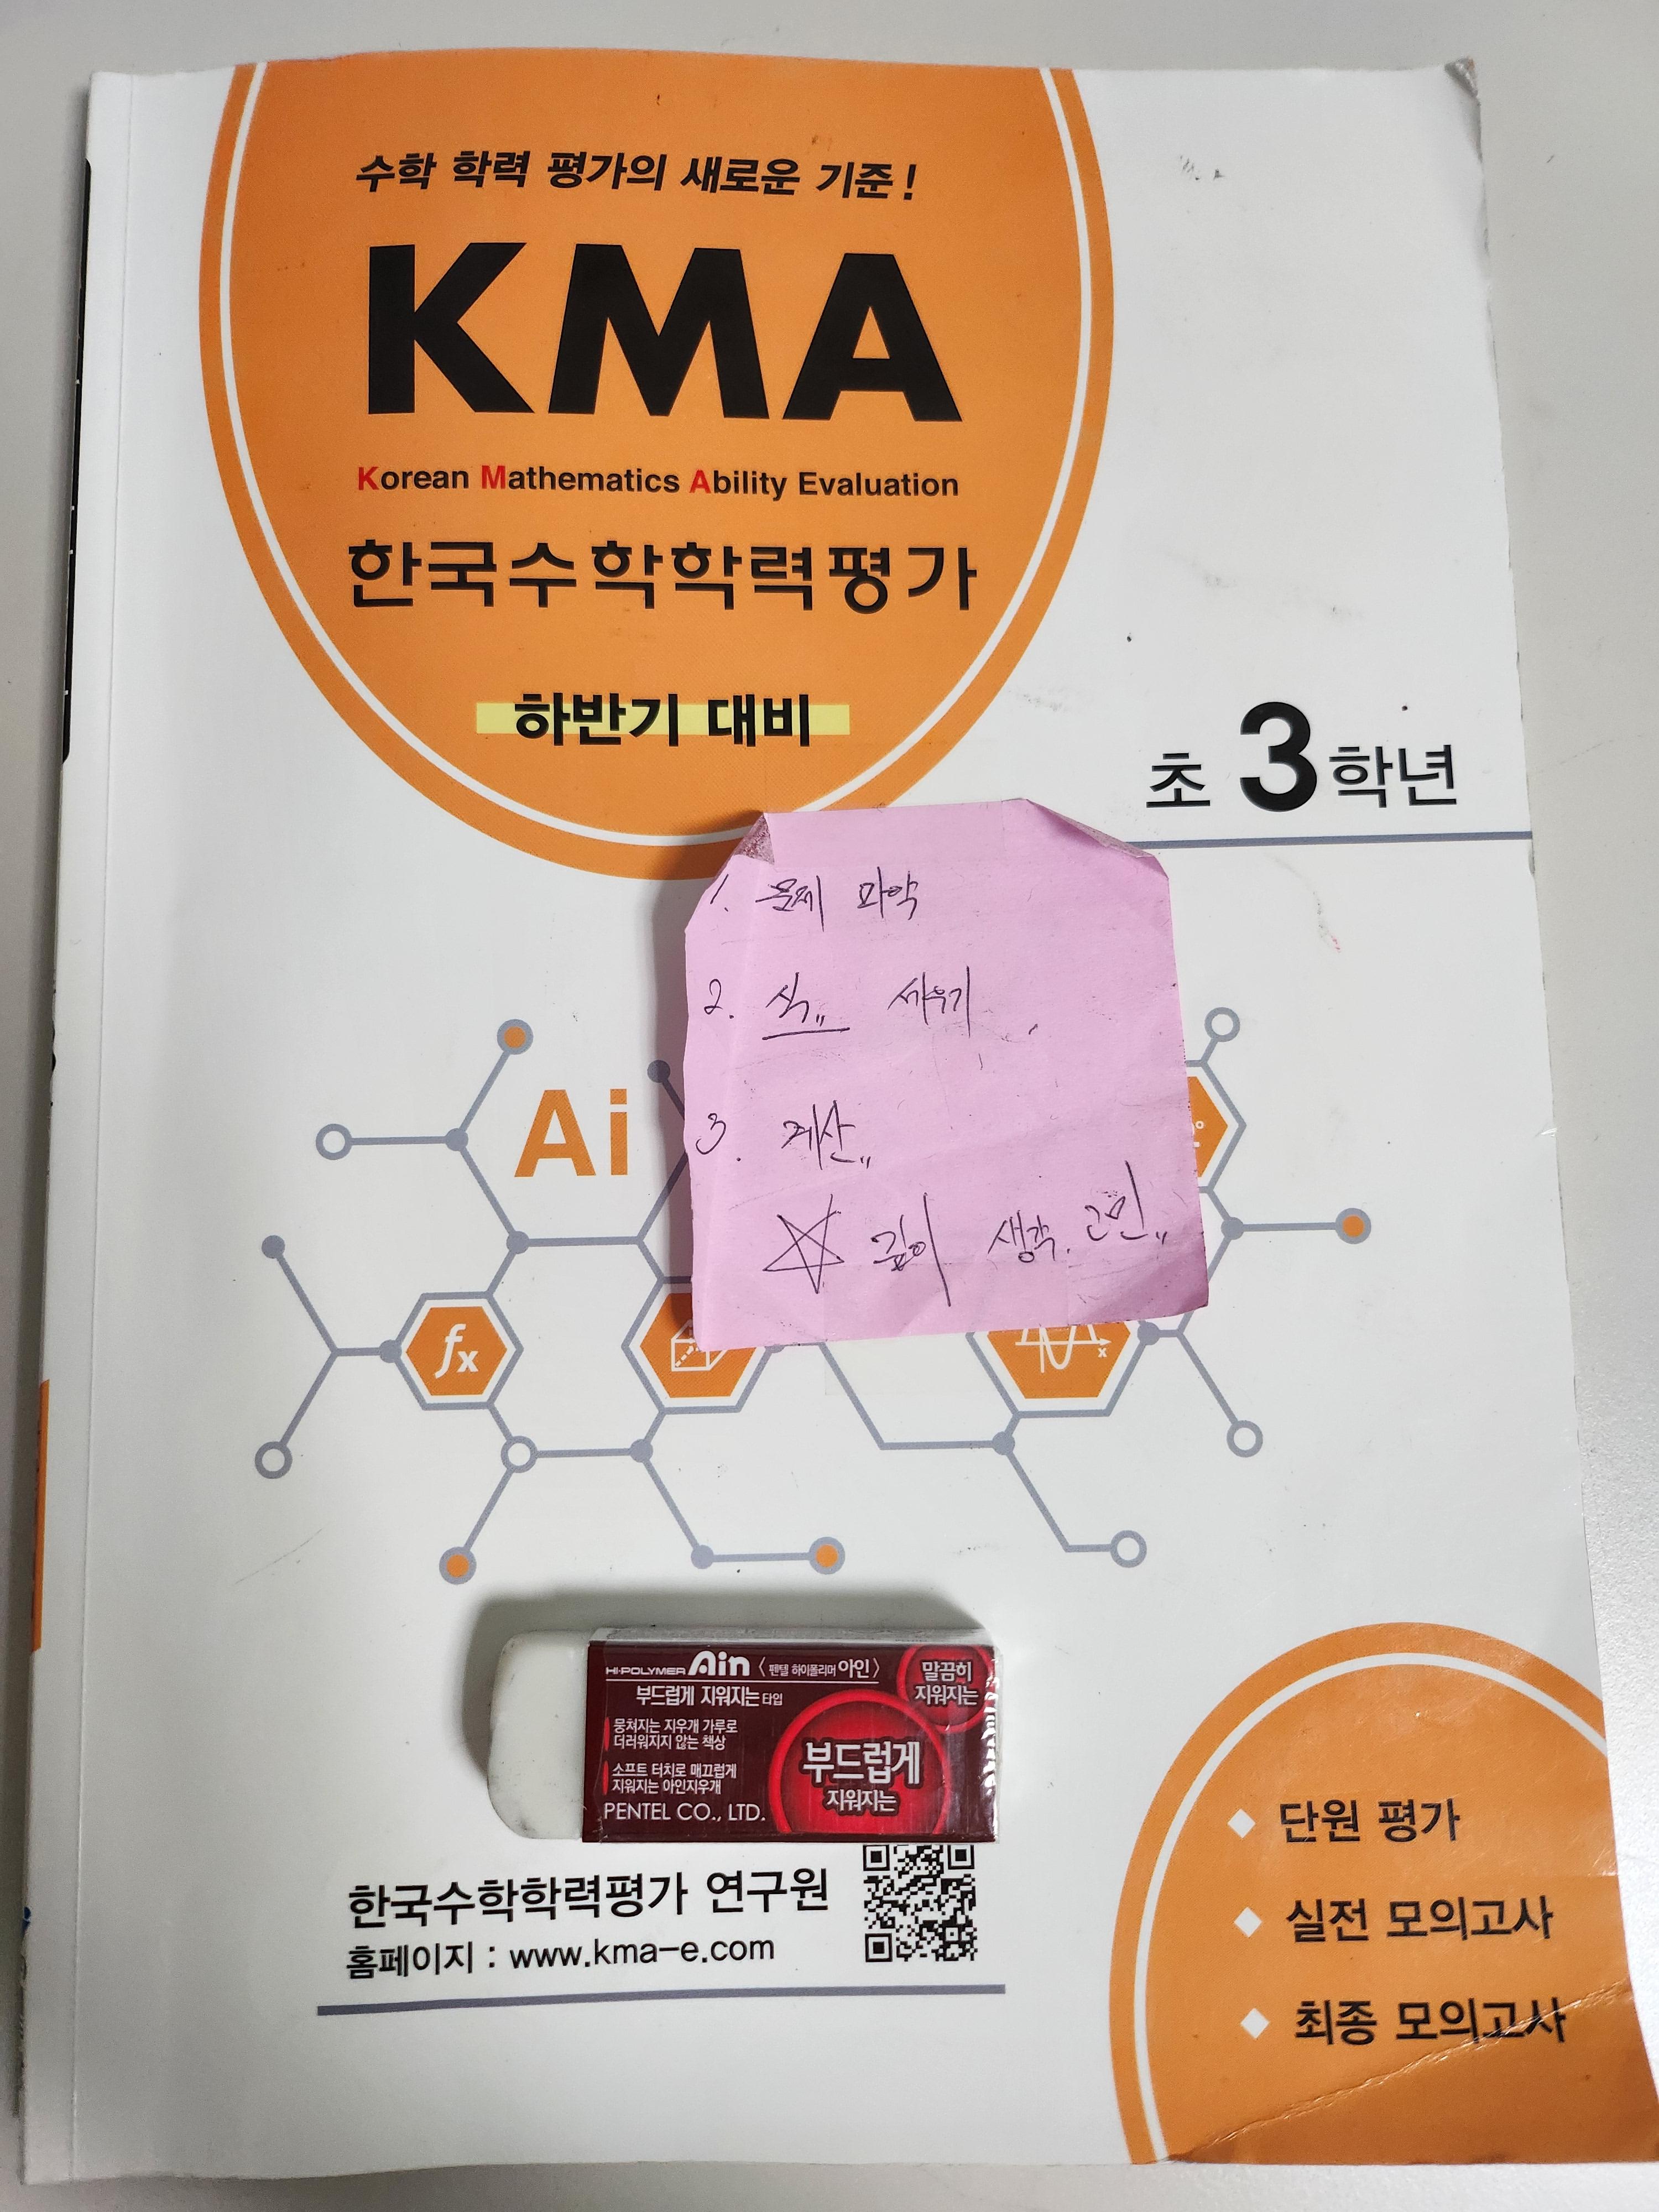 수학 학력 평가의 새로운 기준!
KMA
Korean Mathematics Ability Evaluation
한국수학학력평가
하반기 대비
초 3학년
1. 문제 파악
2. 식,, 세우기
3. 계산,,
☆ 깊이 생각. 고민,,
Ai
fx
x
HI-POLYMER Ain 〈펜텔 하이폴리머 아인〉
부드럽게 지워지는 타입
뭉쳐지는 지우개 가루로
더러워지지 않는 책상
소프트 터치로 매끄럽게
지워지는 아인지우개
PENTEL CO., LTD.
말끔히
지워지는
부드럽게
지워지는
한국수학학력평가 연구원
홈페이지 : www.kma-e.com
◆ 단원 평가
◆ 실전 모의고사
◆ 최종 모의고사